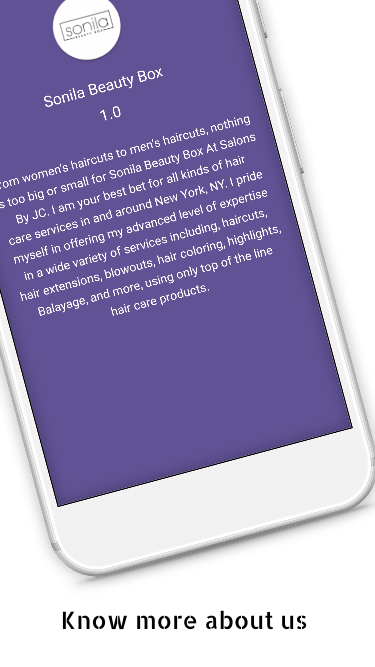 sonila
BEAUTY BOX
Sonila Beauty Box
1.0
From women's haircuts to men's haircuts, nothing
is too big or small for Sonila Beauty Box At Salons
By JC. I am your best bet for all kinds of hair
care services in and around New York, NY. I pride
myself in offering my advanced level of expertise
in a wide variety of services including, haircuts,
hair extensions, blowouts, hair coloring, highlights,
Balayage, and more, using only top of the line
hair care products.
Know more about us